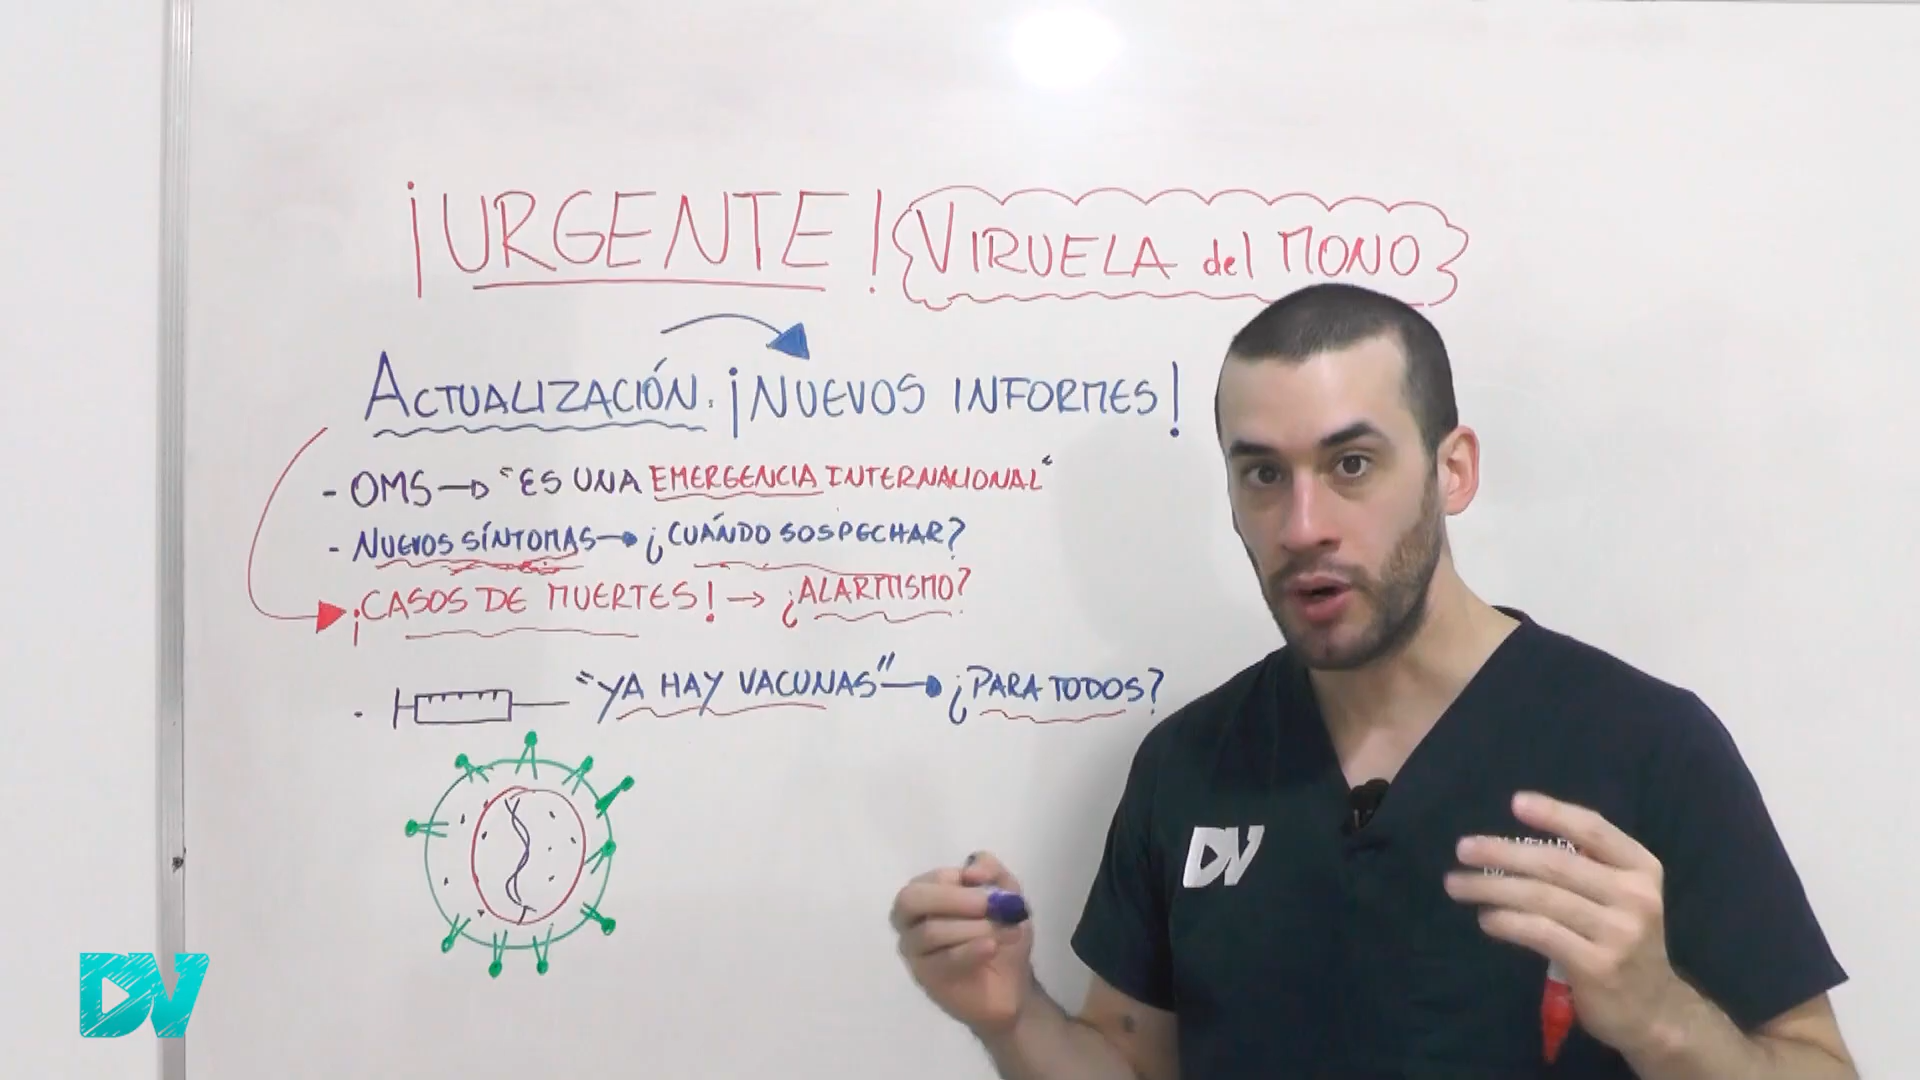 ¡URGENTE! VIRUELA del MONO
ACTUALIZACIÓN: ¡NUEVOS INFORMES!
- OMS → "ES UNA EMERGENCIA INTERNACIONAL"
- NUEVOS SÍNTOMAS → ¿CUÁNDO SOSPECHAR?
¡CASOS DE MUERTES! → ¿ALARMISMO?
- "YA HAY VACUNAS" → ¿PARA TODOS?
DV
DV